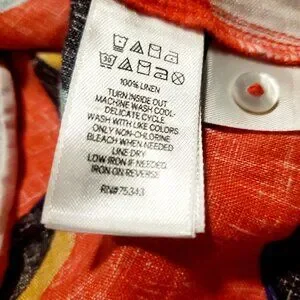 30
100% LINEN
TURN INSIDE OUT
MACHINE WASH COOL-
DELICATE CYCLE
WASH WITH LIKE COLORS
ONLY NON-CHLORINE
BLEACH WHEN NEEDED
LINE DRY
LOW IRON IF NEEDED.
IRON ON REVERSE
RN#75343